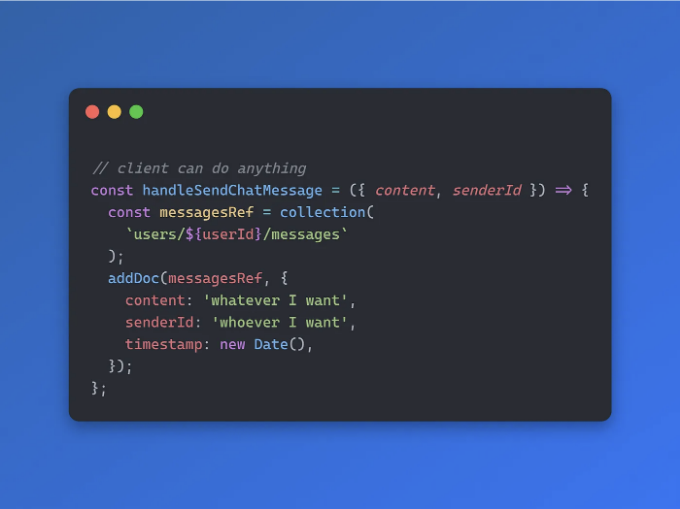 // client can do anything
const handleSendChatMessage = ({ content, senderId }) => {
  const messagesRef = collection(
    `users/${userId}/messages`
  );
  addDoc(messagesRef, {
    content: 'whatever I want',
    senderId: 'whoever I want',
    timestamp: new Date(),
  });
};